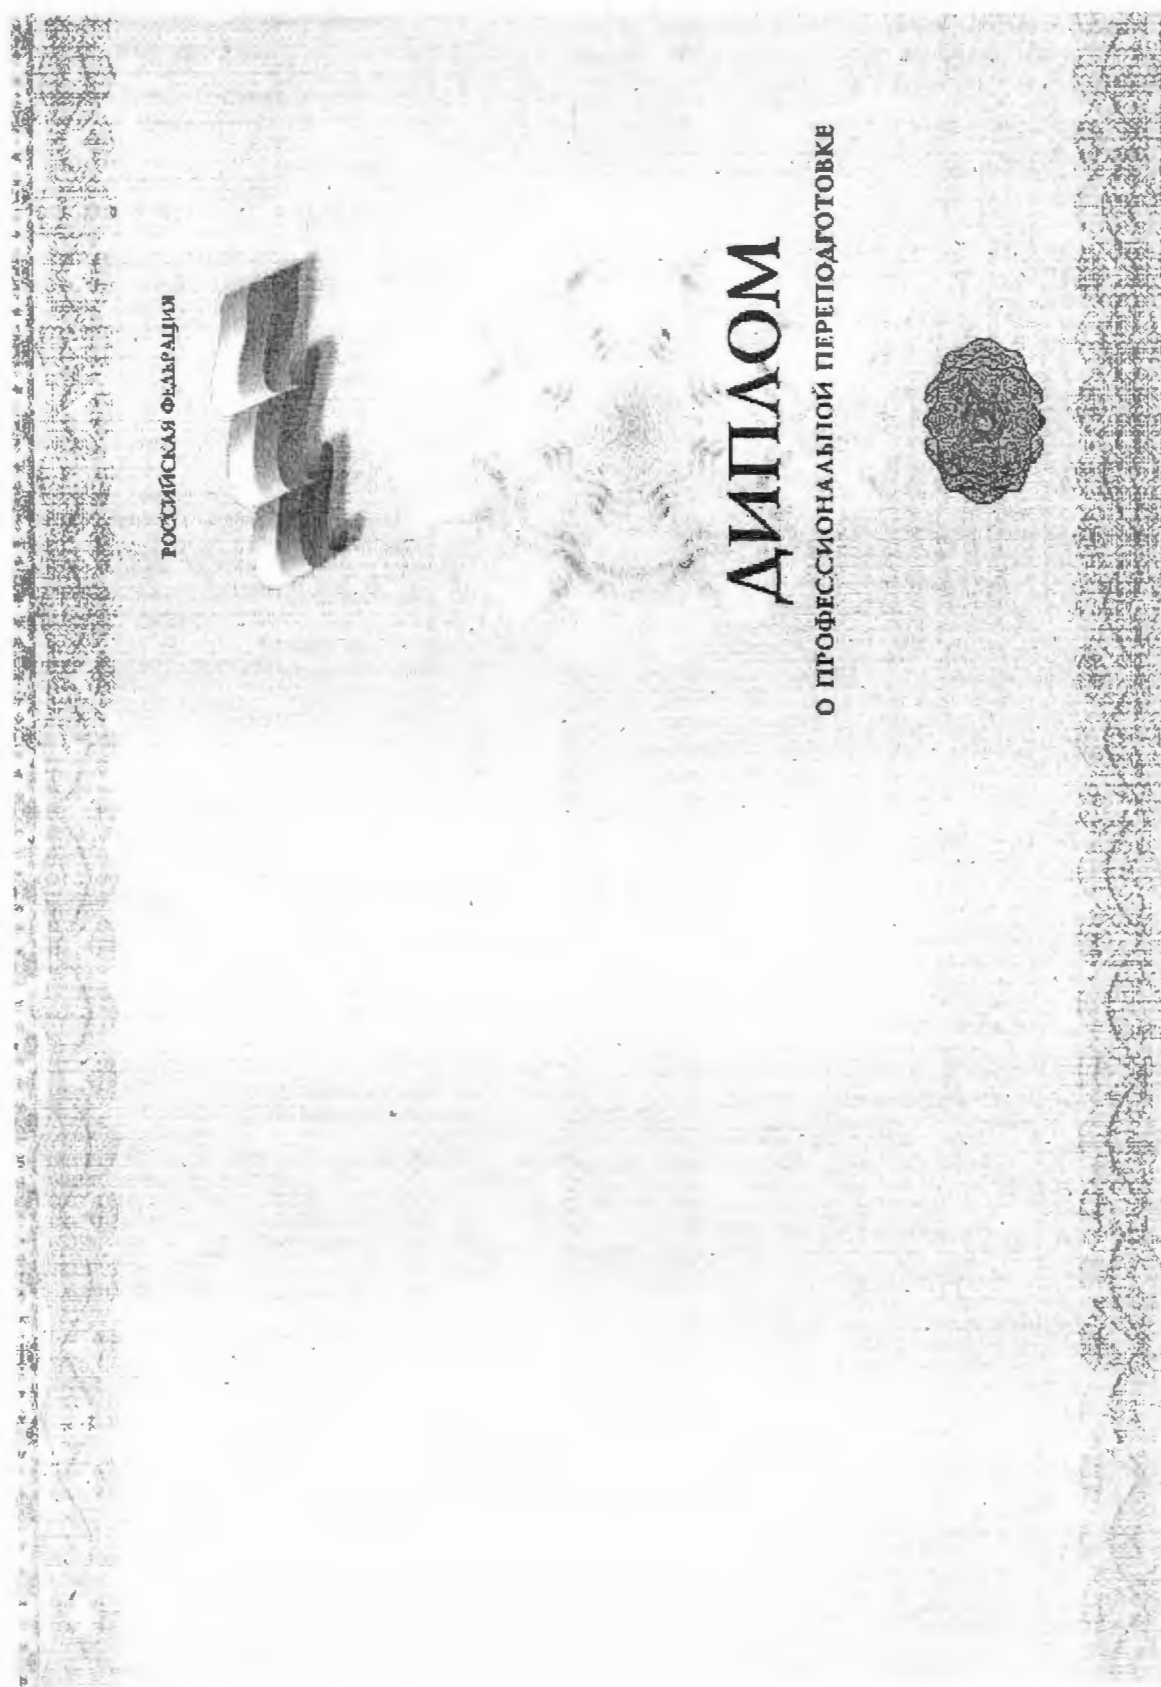 РОССИЙСКАЯ ФЕДЕРАЦИЯ
ДИПЛОМ
О ПРОФЕССИОНАЛЬНОЙ ПЕРЕПОДГОТОВКЕ